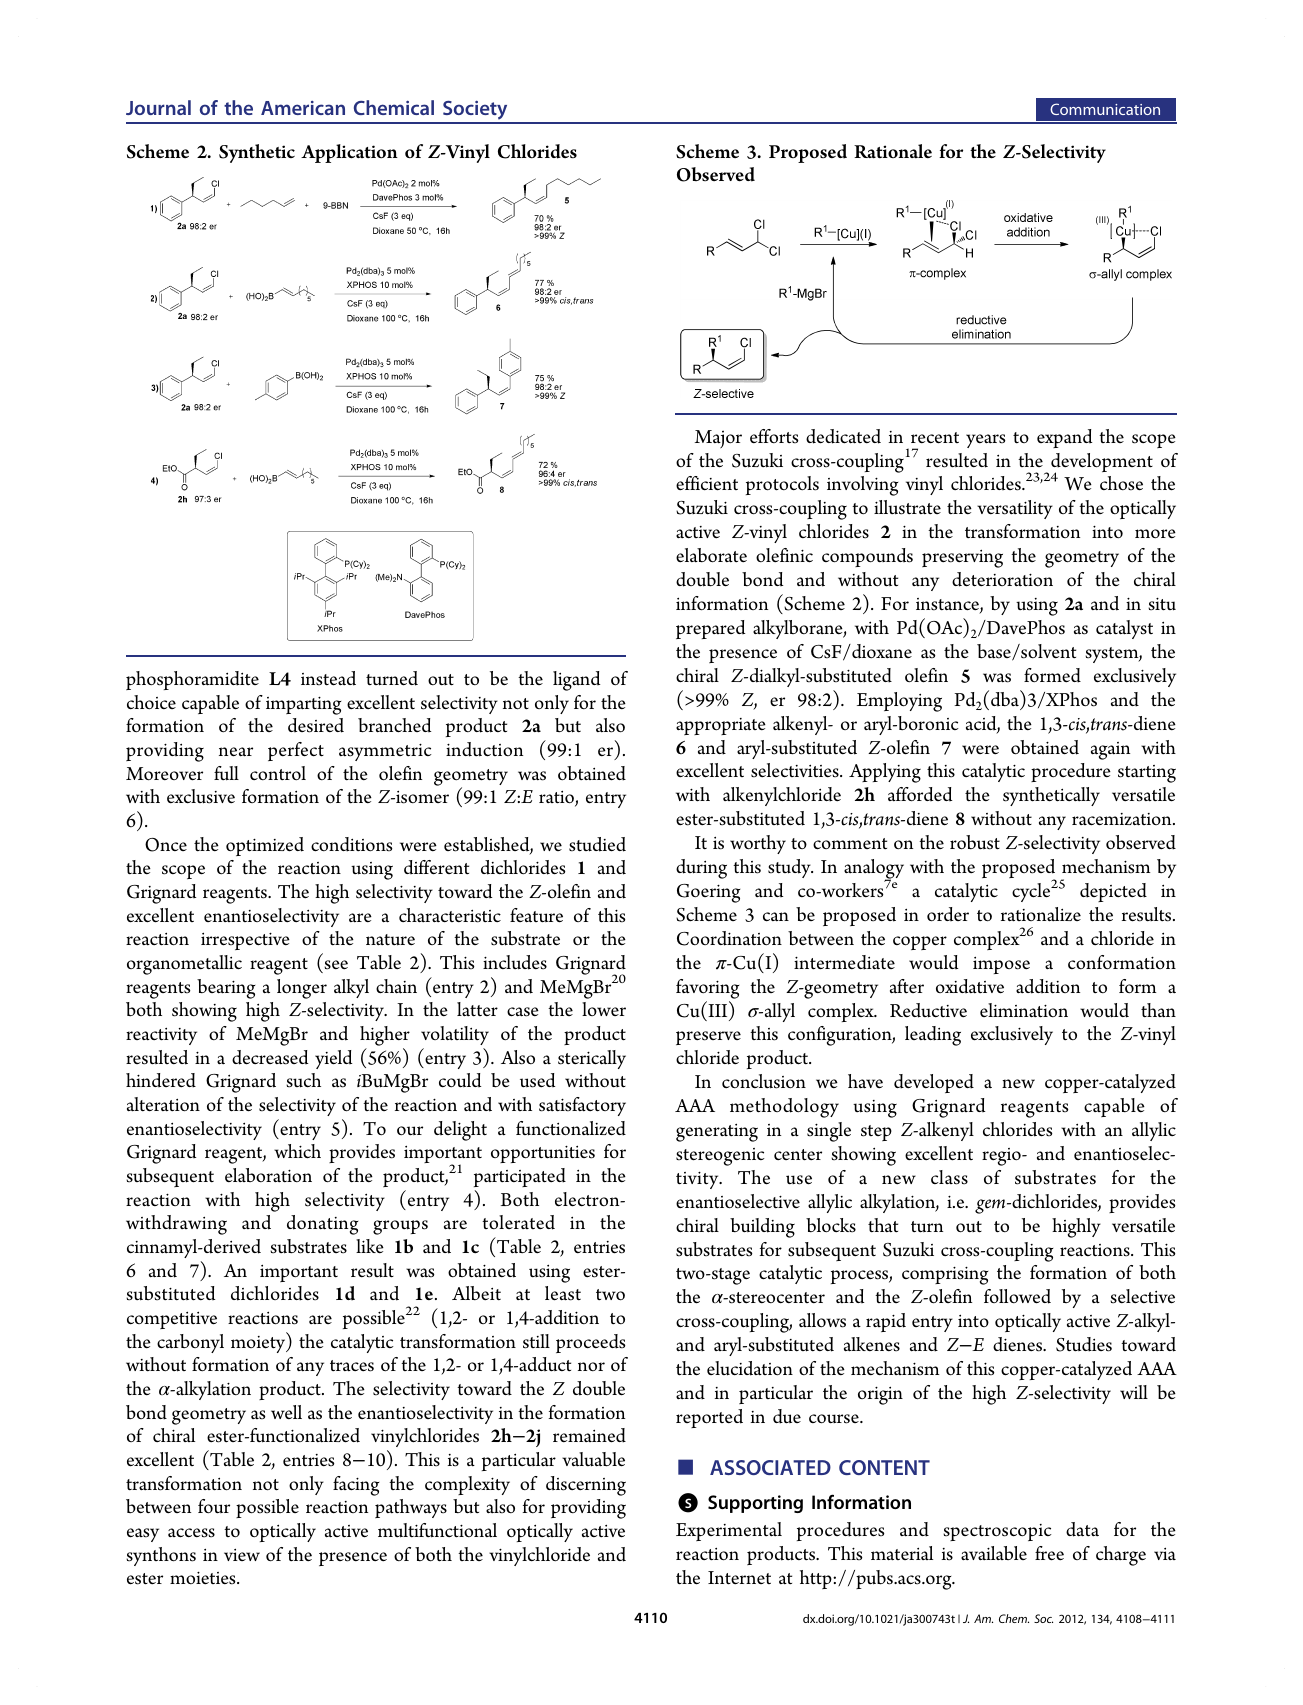 Journal of the American Chemical Society
Communication
Scheme 2. Synthetic Application of Z-Vinyl Chlorides
1)
Cl
2a 98:2 er
+
+ 9-BBN
Pd(OAc)2 2 mol%
DavePhos 3 mol%
CsF (3 eq)
Dioxane 50 °C, 16h
5
70 %
98:2 er
>99% Z
2)
Cl
2a 98:2 er
+
(HO)2B
5
Pd2(dba)3 5 mol%
XPHOS 10 mol%
CsF (3 eq)
Dioxane 100 °C, 16h
5
6
77 %
98:2 er
>99% cis,trans
3)
Cl
2a 98:2 er
+
B(OH)2
Pd2(dba)3 5 mol%
XPHOS 10 mol%
CsF (3 eq)
Dioxane 100 °C, 16h
7
75 %
98:2 er
>99% Z
4)
EtO
O
Cl
2h 97:3 er
+
(HO)2B
5
Pd2(dba)3 5 mol%
XPHOS 10 mol%
CsF (3 eq)
Dioxane 100 °C, 16h
EtO
O
5
8
72 %
96:4 er
>99% cis,trans
P(Cy)2
iPr
iPr
iPr
XPhos
P(Cy)2
(Me)2N
DavePhos
phosphoramidite L4 instead turned out to be the ligand of
choice capable of imparting excellent selectivity not only for the
formation of the desired branched product 2a but also
providing near perfect asymmetric induction (99:1 er).
Moreover full control of the olefin geometry was obtained
with exclusive formation of the Z-isomer (99:1 Z:E ratio, entry
6).
Once the optimized conditions were established, we studied
the scope of the reaction using different dichlorides 1 and
Grignard reagents. The high selectivity toward the Z-olefin and
excellent enantioselectivity are a characteristic feature of this
reaction irrespective of the nature of the substrate or the
organometallic reagent (see Table 2). This includes Grignard
reagents bearing a longer alkyl chain (entry 2) and MeMgBr20
both showing high Z-selectivity. In the latter case the lower
reactivity of MeMgBr and higher volatility of the product
resulted in a decreased yield (56%) (entry 3). Also a sterically
hindered Grignard such as iBuMgBr could be used without
alteration of the selectivity of the reaction and with satisfactory
enantioselectivity (entry 5). To our delight a functionalized
Grignard reagent, which provides important opportunities for
subsequent elaboration of the product,21 participated in the
reaction with high selectivity (entry 4). Both electron-
withdrawing and donating groups are tolerated in the
cinnamyl-derived substrates like 1b and 1c (Table 2, entries
6 and 7). An important result was obtained using ester-
substituted dichlorides 1d and 1e. Albeit at least two
competitive reactions are possible22 (1,2- or 1,4-addition to
the carbonyl moiety) the catalytic transformation still proceeds
without formation of any traces of the 1,2- or 1,4-adduct nor of
the α-alkylation product. The selectivity toward the Z double
bond geometry as well as the enantioselectivity in the formation
of chiral ester-functionalized vinylchlorides 2h−2j remained
excellent (Table 2, entries 8−10). This is a particular valuable
transformation not only facing the complexity of discerning
between four possible reaction pathways but also for providing
easy access to optically active multifunctional optically active
synthons in view of the presence of both the vinylchloride and
ester moieties.
Scheme 3. Proposed Rationale for the Z-Selectivity
Observed
R
Cl
Cl
R1-[Cu](I)
R1-[Cu](I)
Cl
Cl
H
R
π-complex
oxidative
addition
(III)
R1
[Cu]
Cl
R
σ-allyl complex
R1-MgBr
reductive
elimination
R1
Cl
R
Z-selective
Major efforts dedicated in recent years to expand the scope
of the Suzuki cross-coupling17 resulted in the development of
efficient protocols involving vinyl chlorides.23,24 We chose the
Suzuki cross-coupling to illustrate the versatility of the optically
active Z-vinyl chlorides 2 in the transformation into more
elaborate olefinic compounds preserving the geometry of the
double bond and without any deterioration of the chiral
information (Scheme 2). For instance, by using 2a and in situ
prepared alkylborane, with Pd(OAc)2/DavePhos as catalyst in
the presence of CsF/dioxane as the base/solvent system, the
chiral Z-dialkyl-substituted olefin 5 was formed exclusively
(>99% Z, er 98:2). Employing Pd2(dba)3/XPhos and the
appropriate alkenyl- or aryl-boronic acid, the 1,3-cis,trans-diene
6 and aryl-substituted Z-olefin 7 were obtained again with
excellent selectivities. Applying this catalytic procedure starting
with alkenylchloride 2h afforded the synthetically versatile
ester-substituted 1,3-cis,trans-diene 8 without any racemization.
It is worthy to comment on the robust Z-selectivity observed
during this study. In analogy with the proposed mechanism by
Goering and co-workers7e a catalytic cycle25 depicted in
Scheme 3 can be proposed in order to rationalize the results.
Coordination between the copper complex26 and a chloride in
the π-Cu(I) intermediate would impose a conformation
favoring the Z-geometry after oxidative addition to form a
Cu(III) σ-allyl complex. Reductive elimination would than
preserve this configuration, leading exclusively to the Z-vinyl
chloride product.
In conclusion we have developed a new copper-catalyzed
AAA methodology using Grignard reagents capable of
generating in a single step Z-alkenyl chlorides with an allylic
stereogenic center showing excellent regio- and enantioselec-
tivity. The use of a new class of substrates for the
enantioselective allylic alkylation, i.e. gem-dichlorides, provides
chiral building blocks that turn out to be highly versatile
substrates for subsequent Suzuki cross-coupling reactions. This
two-stage catalytic process, comprising the formation of both
the α-stereocenter and the Z-olefin followed by a selective
cross-coupling, allows a rapid entry into optically active Z-alkyl-
and aryl-substituted alkenes and Z−E dienes. Studies toward
the elucidation of the mechanism of this copper-catalyzed AAA
and in particular the origin of the high Z-selectivity will be
reported in due course.
■ ASSOCIATED CONTENT
S Supporting Information
Experimental procedures and spectroscopic data for the
reaction products. This material is available free of charge via
the Internet at http://pubs.acs.org.
4110
dx.doi.org/10.1021/ja300743t | J. Am. Chem. Soc. 2012, 134, 4108−4111